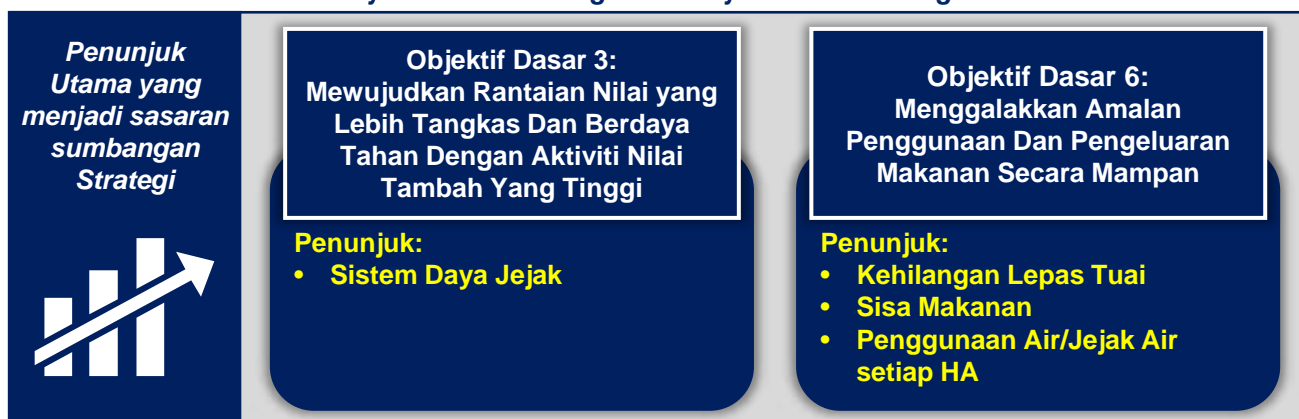 Penunjuk
Utama yang
menjadi sasaran
sumbangan
Strategi
Objektif Dasar 3:
Mewujudkan Rantaian Nilai yang
Lebih Tangkas Dan Berdaya
Tahan Dengan Aktiviti Nilai
Tambah Yang Tinggi
Penunjuk:
• Sistem Daya Jejak
Objektif Dasar 6:
Menggalakkan Amalan
Penggunaan Dan Pengeluaran
Makanan Secara Mampan
Penunjuk:
• Kehilangan Lepas Tuai
• Sisa Makanan
• Penggunaan Air/Jejak Air
setiap HA